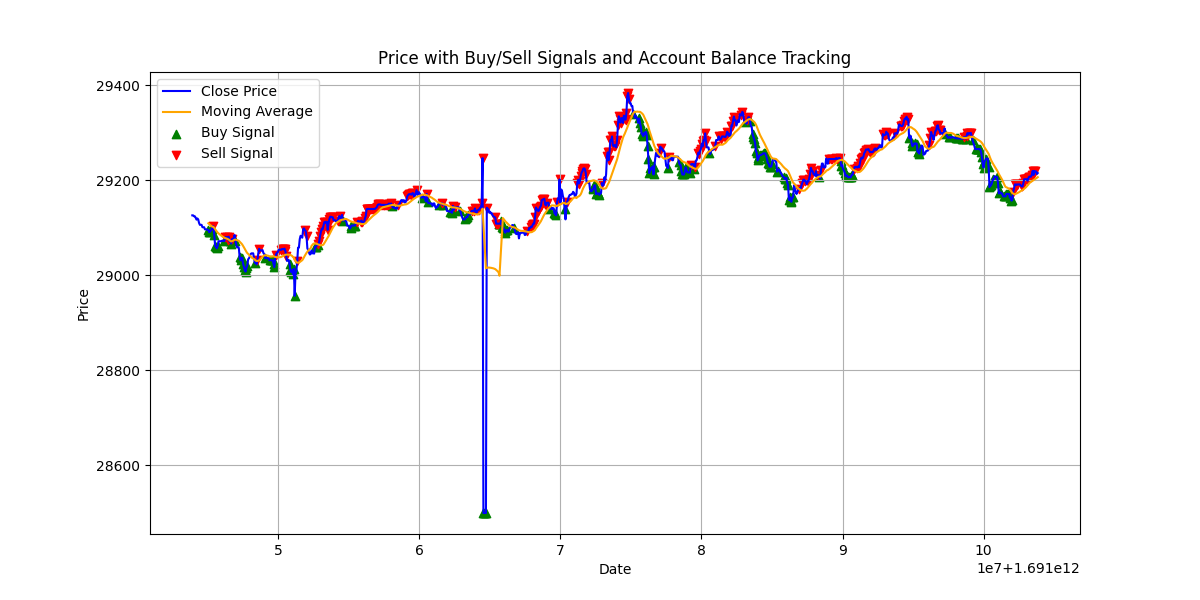 Price with Buy/Sell Signals and Account Balance Tracking
Close Price
Moving Average
Buy Signal
Sell Signal
29400
29200
29000
28800
28600
Price
5 6 7 8 9 10
Date
1e7+1.691e12